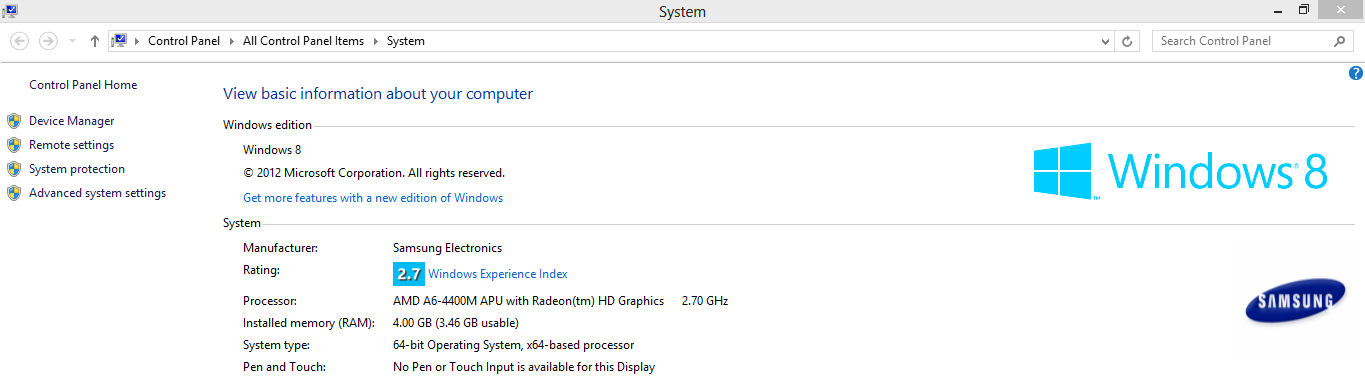 System
Control Panel All Control Panel Items System Search Control Panel
Control Panel Home
Device Manager
Remote settings
System protection
Advanced system settings
View basic information about your computer
Windows edition
Windows 8
© 2012 Microsoft Corporation. All rights reserved.
Get more features with a new edition of Windows
Windows® 8
System
Manufacturer: Samsung Electronics
Rating: 2.7 Windows Experience Index
Processor: AMD A6-4400M APU with Radeon(tm) HD Graphics 2.70 GHz
Installed memory (RAM): 4.00 GB (3.46 GB usable)
System type: 64-bit Operating System, x64-based processor
Pen and Touch: No Pen or Touch Input is available for this Display
SAMSUNG